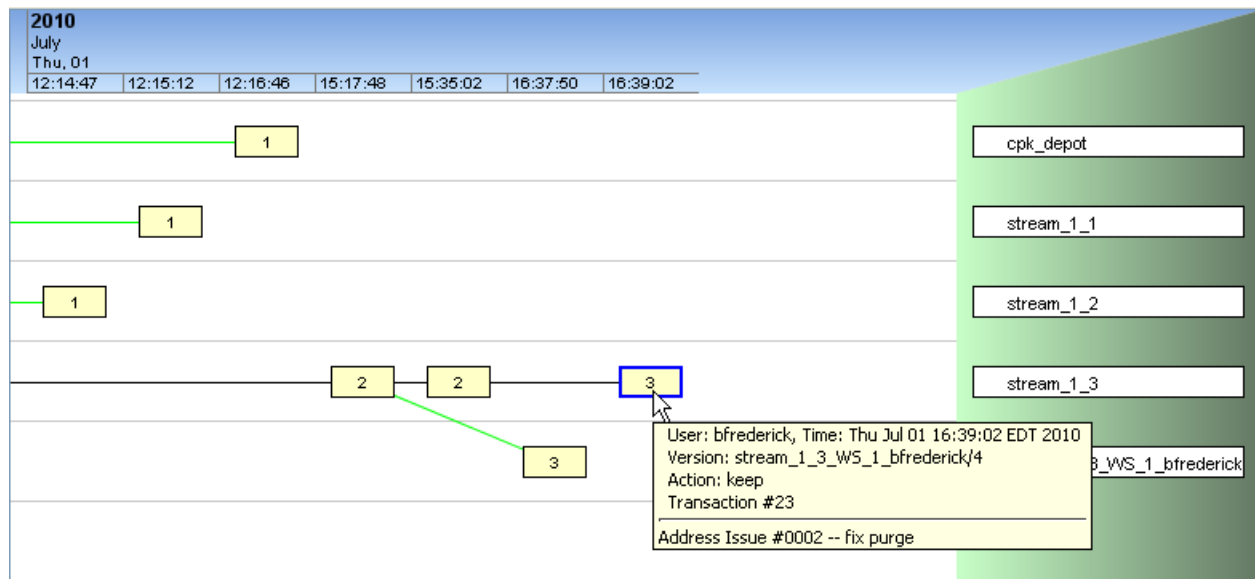 2010
July
Thu, 01
12:14:47 12:15:12 12:16:46 15:17:48 15:35:02 16:37:50 16:39:02
1 cpk_depot
1 stream_1_1
1 stream_1_2
2 2 3 stream_1_3
3 3_WS_1_bfrederick
User: bfrederick, Time: Thu Jul 01 16:39:02 EDT 2010
Version: stream_1_3_WS_1_bfrederick/4
Action: keep
Transaction #23
Address Issue #0002 -- fix purge